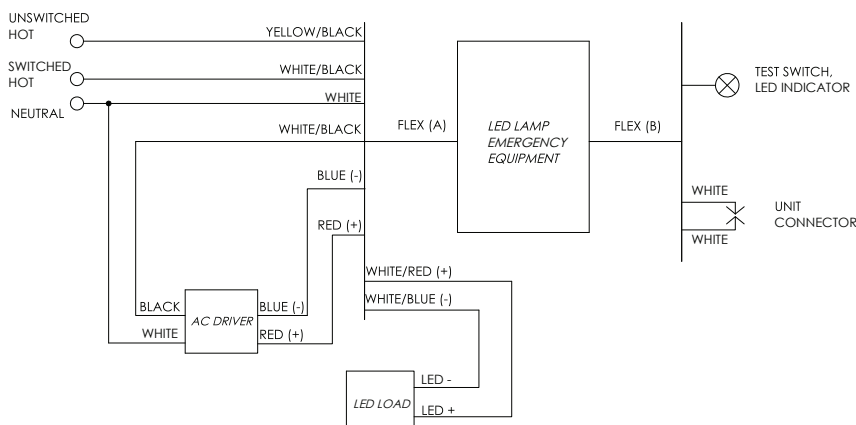 UNSWITCHED
HOT
YELLOW/BLACK
SWITCHED
HOT
WHITE/BLACK
NEUTRAL
WHITE
WHITE/BLACK
FLEX (A)
LED LAMP
EMERGENCY
EQUIPMENT
FLEX (B)
TEST SWITCH,
LED INDICATOR
BLUE (-)
WHITE
UNIT
CONNECTOR
WHITE
RED (+)
WHITE/RED (+)
WHITE/BLUE (-)
BLACK
AC DRIVER
BLUE (-)
WHITE
RED (+)
LED -
LED LOAD
LED +